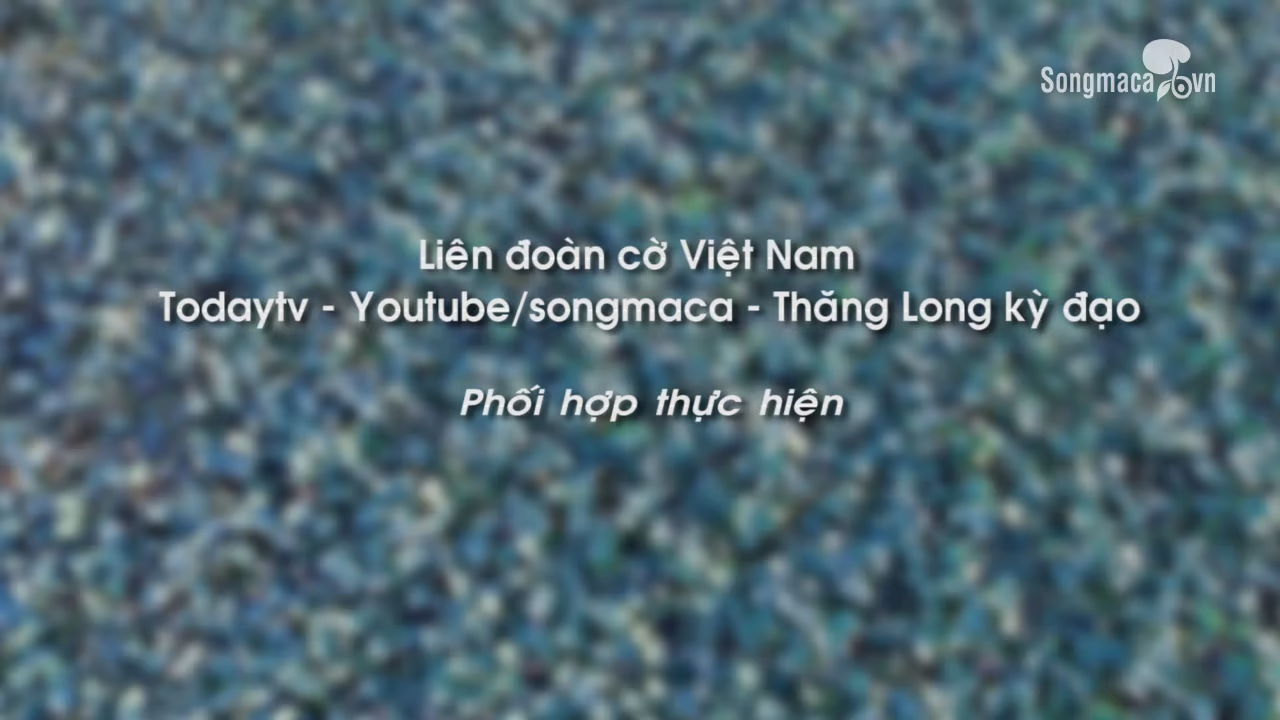 Songmaca.vn
Liên đoàn cờ Việt Nam
Todaytv - Youtube/songmaca - Thăng Long kỳ đạo
Phối hợp thực hiện